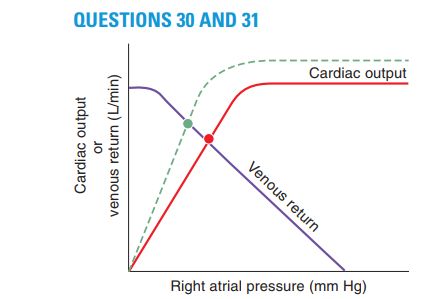 QUESTIONS 30 AND 31
Cardiac output
Cardiac output
or
venous return (L/min)
Venous return
Right atrial pressure (mm Hg)